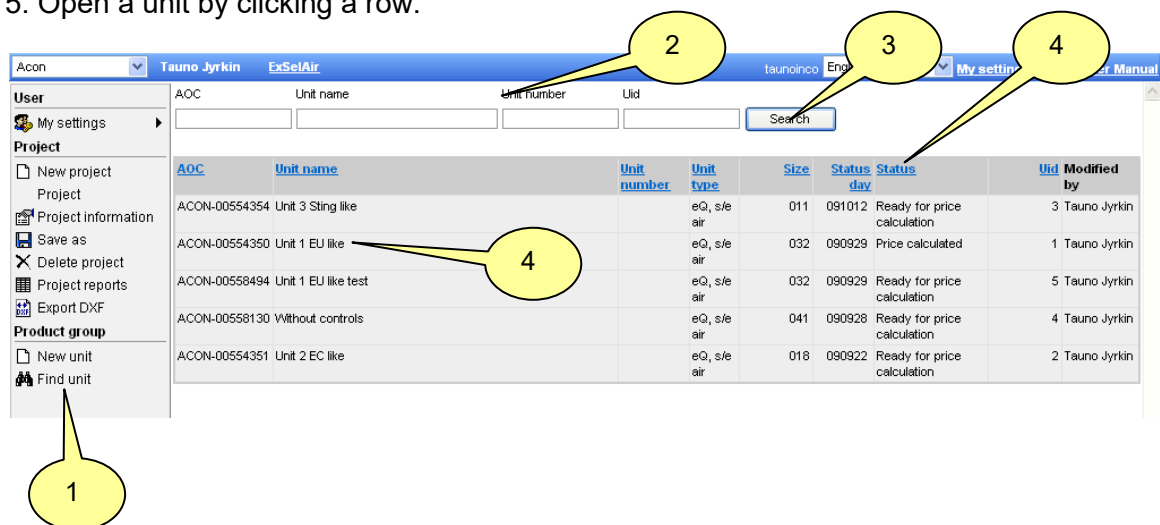 5. Open a unit by clicking a row.
2
3
4
Acon Tauno Jyrkin ExSelAir taunoinco My
User
My settings
Project
New project
Project
Project information
Save as
Delete project
Project reports
Export DXF
Product group
New unit
Find unit
AOC Unit name Unit number Uid
Search
AOC Unit name Unit number Unit type Size Status day Status Uid Modified by
ACON-00554354 Unit 3 Sting like eQ, s/e air 011 091012 Ready for price calculation 3 Tauno Jyrkin
ACON-00554350 Unit 1 EU like eQ, s/e air 032 090929 Price calculated 1 Tauno Jyrkin
4
ACON-00558494 Unit 1 EU like test eQ, s/e air 032 090929 Ready for price calculation 5 Tauno Jyrkin
ACON-00558130 Without controls eQ, s/e air 041 090928 Ready for price calculation 4 Tauno Jyrkin
ACON-00554351 Unit 2 EC like eQ, s/e air 018 090922 Ready for price calculation 2 Tauno Jyrkin
1